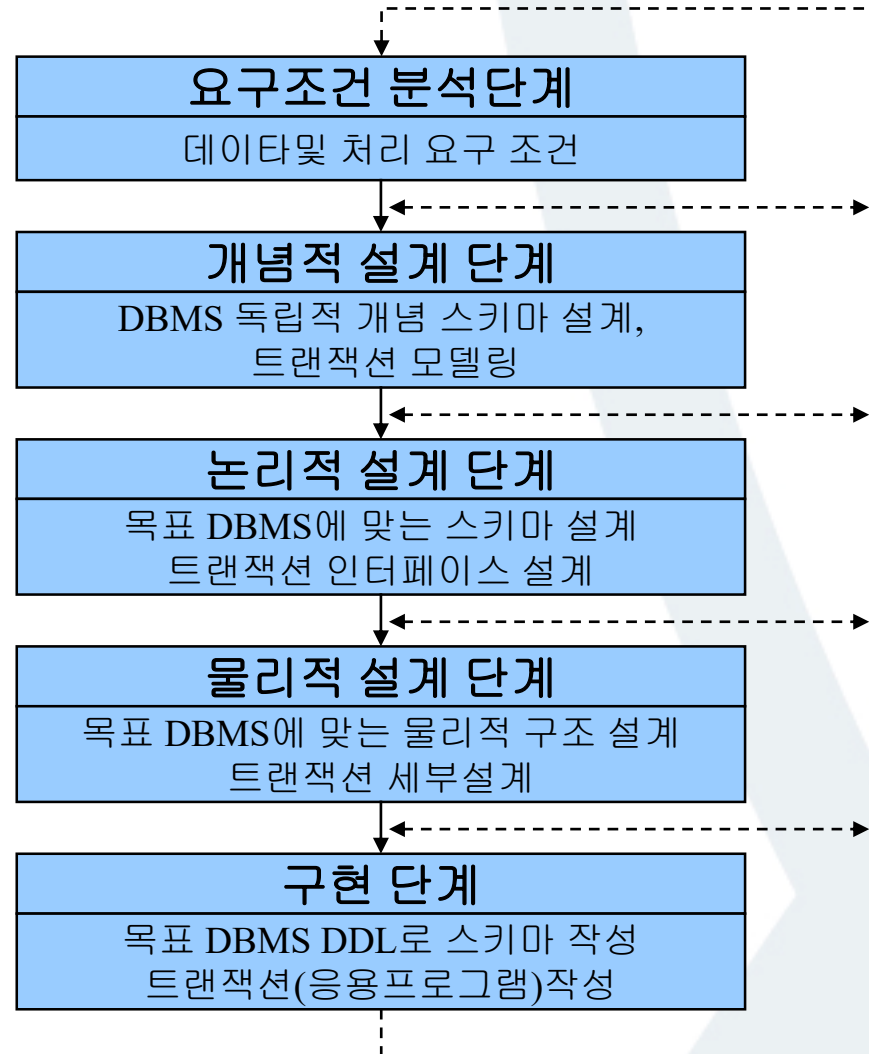 요구조건 분석단계
데이타및 처리 요구 조건
개념적 설계 단계
DBMS 독립적 개념 스키마 설계,
트랜잭션 모델링
논리적 설계 단계
목표 DBMS에 맞는 스키마 설계
트랜잭션 인터페이스 설계
물리적 설계 단계
목표 DBMS에 맞는 물리적 구조 설계
트랜잭션 세부설계
구현 단계
목표 DBMS DDL로 스키마 작성
트랜잭션(응용프로그램)작성